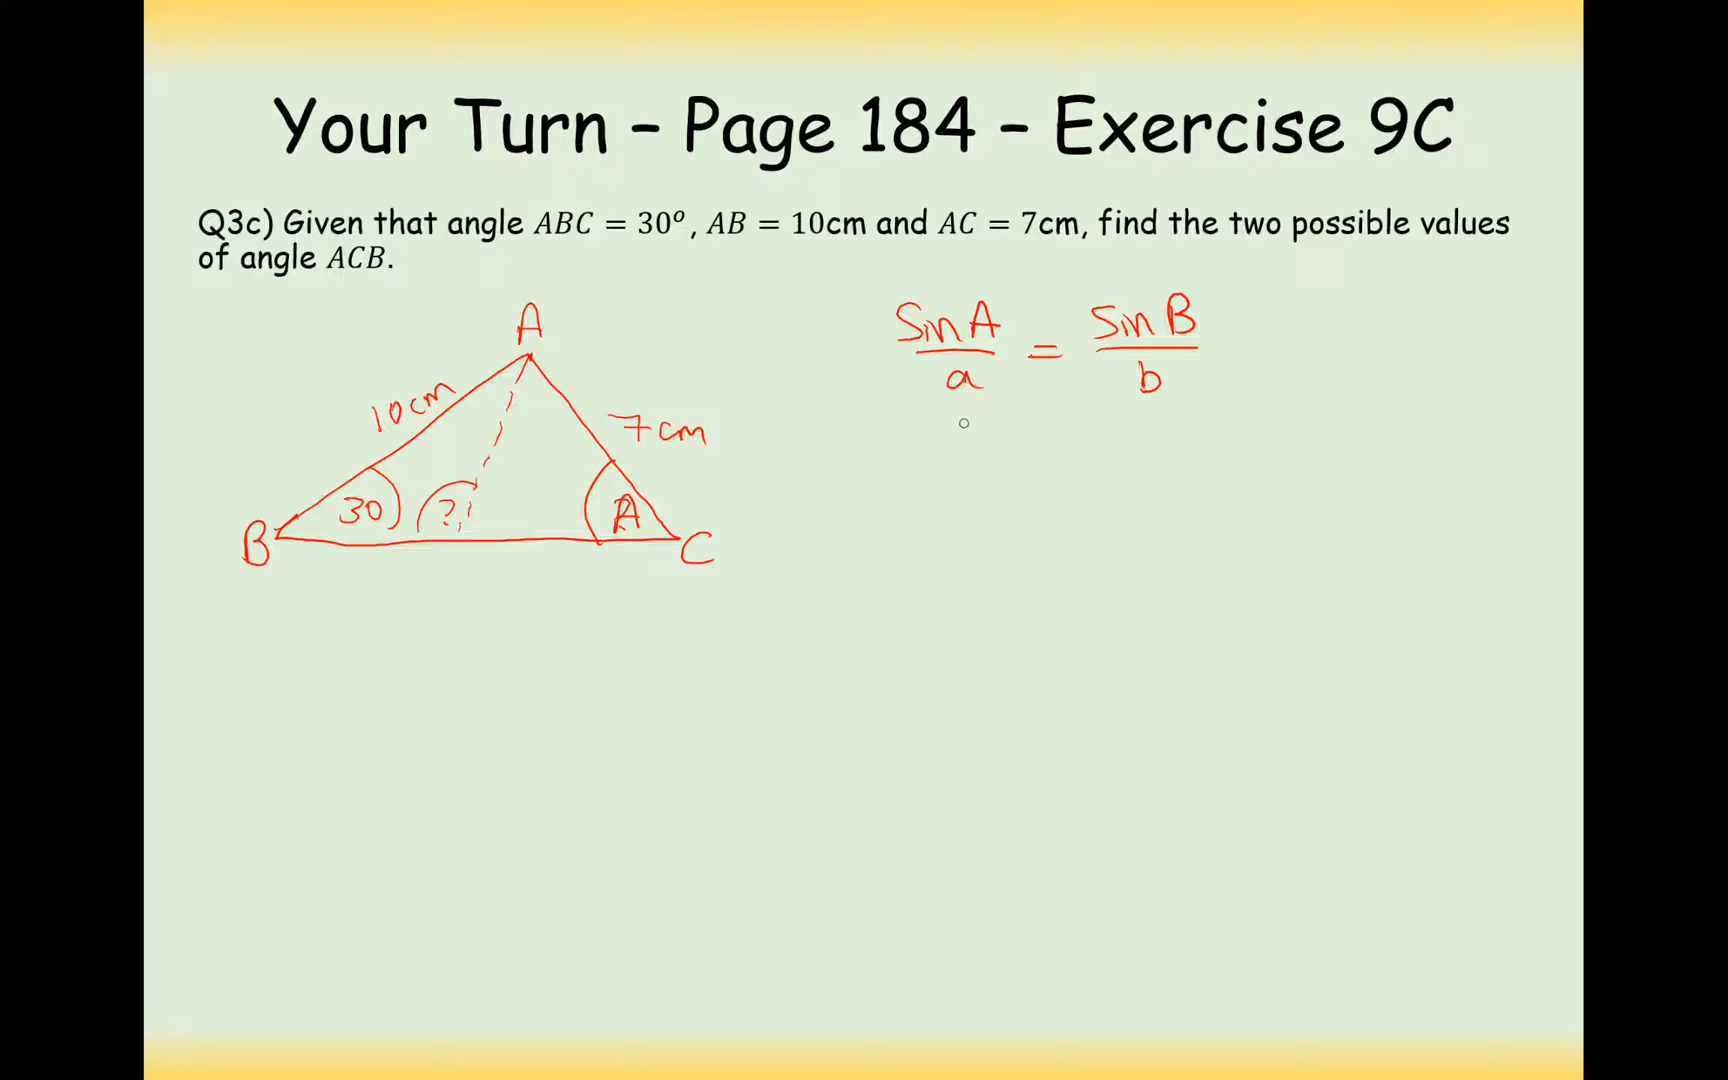 Your Turn – Page 184 – Exercise 9C
Q3c) Given that angle ABC = 30°, AB = 10cm and AC = 7cm, find the two possible values
of angle ACB.
A
Sin A / a = Sin B / b
10cm
7cm
30
?
B
C